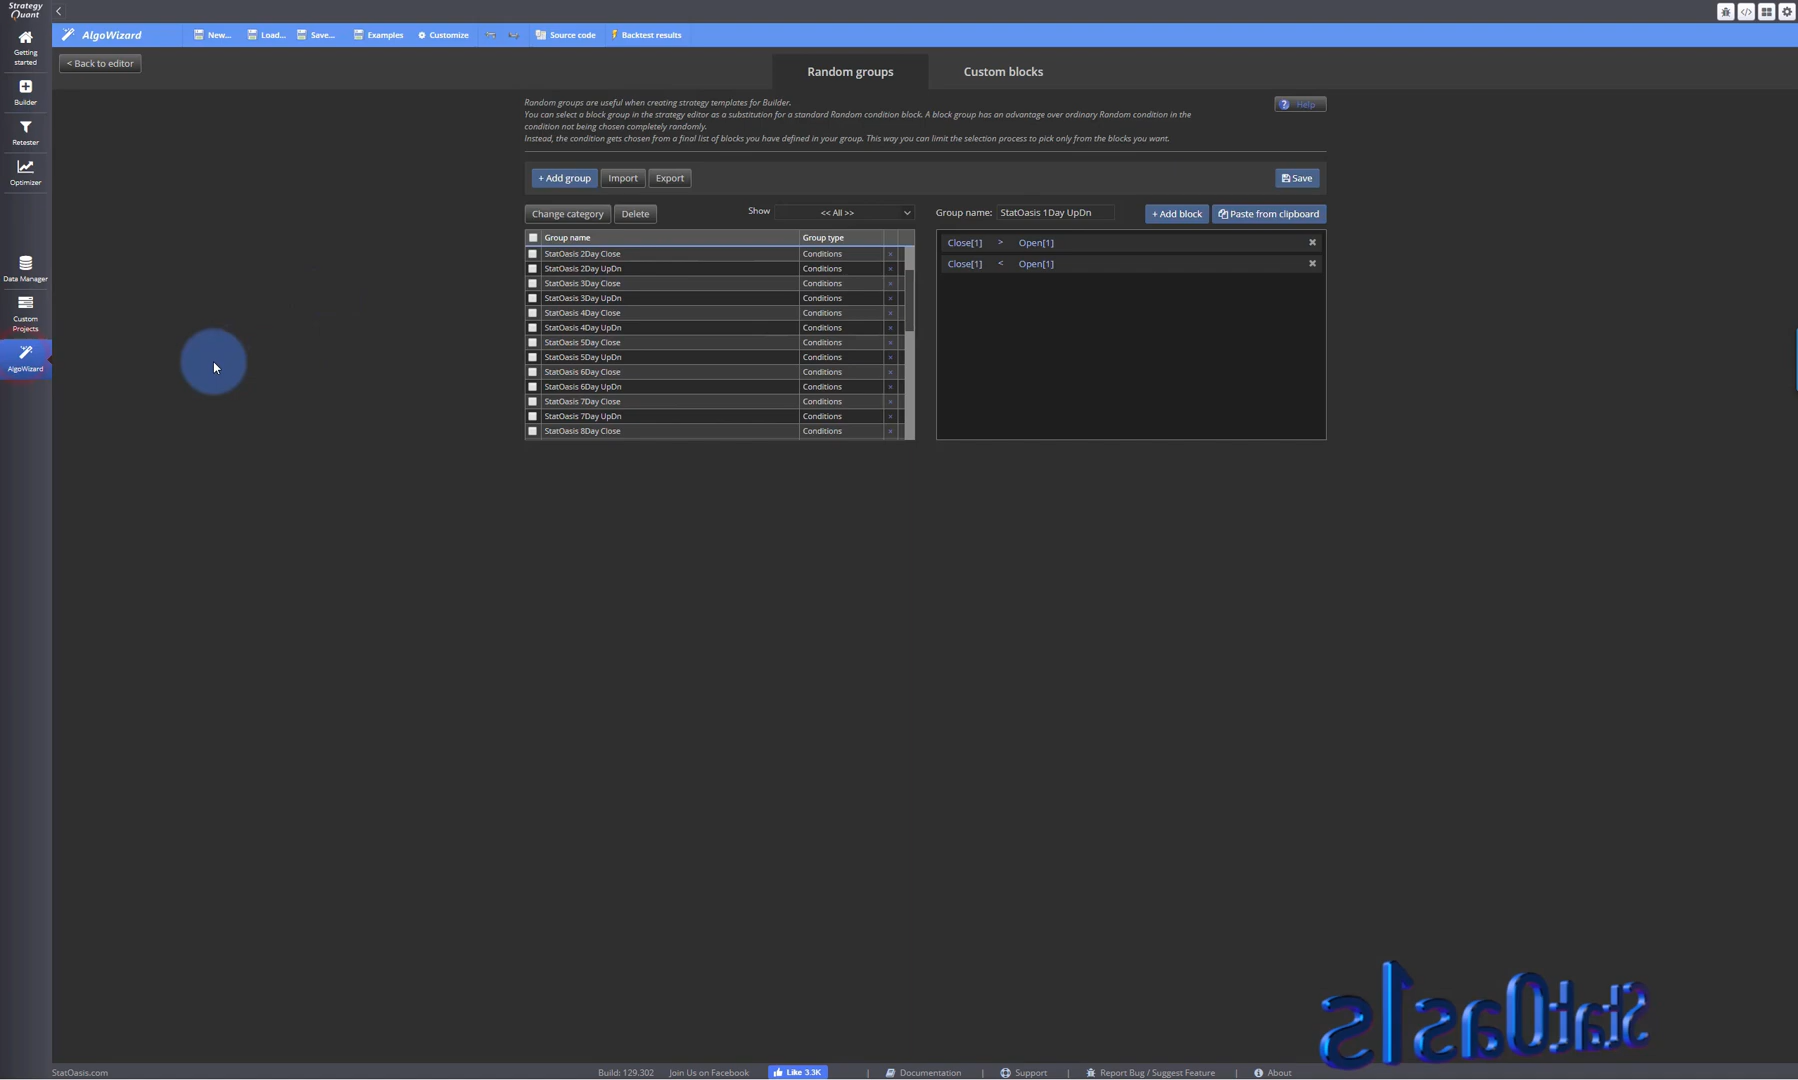 Strategy
Quant
AlgoWizard
New...
Load...
Save...
Examples
Customize
Source code
Backtest results
Getting
started
Builder
Retester
Optimizer
Data Manager
Custom
Projects
AlgoWizard
< Back to editor
Random groups
Custom blocks
Random groups are useful when creating strategy templates for Builder.
You can select a block group in the strategy editor as a substitution for a standard Random condition block. A block group has an advantage over ordinary Random condition in the
condition not being chosen completely randomly.
Instead, the condition gets chosen from a final list of blocks you have defined in your group. This way you can limit the selection process to pick only from the blocks you want.
? Help
+ Add group
Import
Export
Save
Change category
Delete
Show
<< All >>
Group name: StatOasis 1Day UpDn
+ Add block
Paste from clipboard
Group name Group type
StatOasis 2Day Close Conditions ×
StatOasis 2Day UpDn Conditions ×
StatOasis 3Day Close Conditions ×
StatOasis 3Day UpDn Conditions ×
StatOasis 4Day Close Conditions ×
StatOasis 4Day UpDn Conditions ×
StatOasis 5Day Close Conditions ×
StatOasis 5Day UpDn Conditions ×
StatOasis 6Day Close Conditions ×
StatOasis 6Day UpDn Conditions ×
StatOasis 7Day Close Conditions ×
StatOasis 7Day UpDn Conditions ×
StatOasis 8Day Close Conditions ×
Close[1] > Open[1]
Close[1] < Open[1]
StatOas1s
StatOasis.com
Build: 129.302
Join Us on Facebook
Like 3.3K
Documentation
Support
Report Bug / Suggest Feature
About